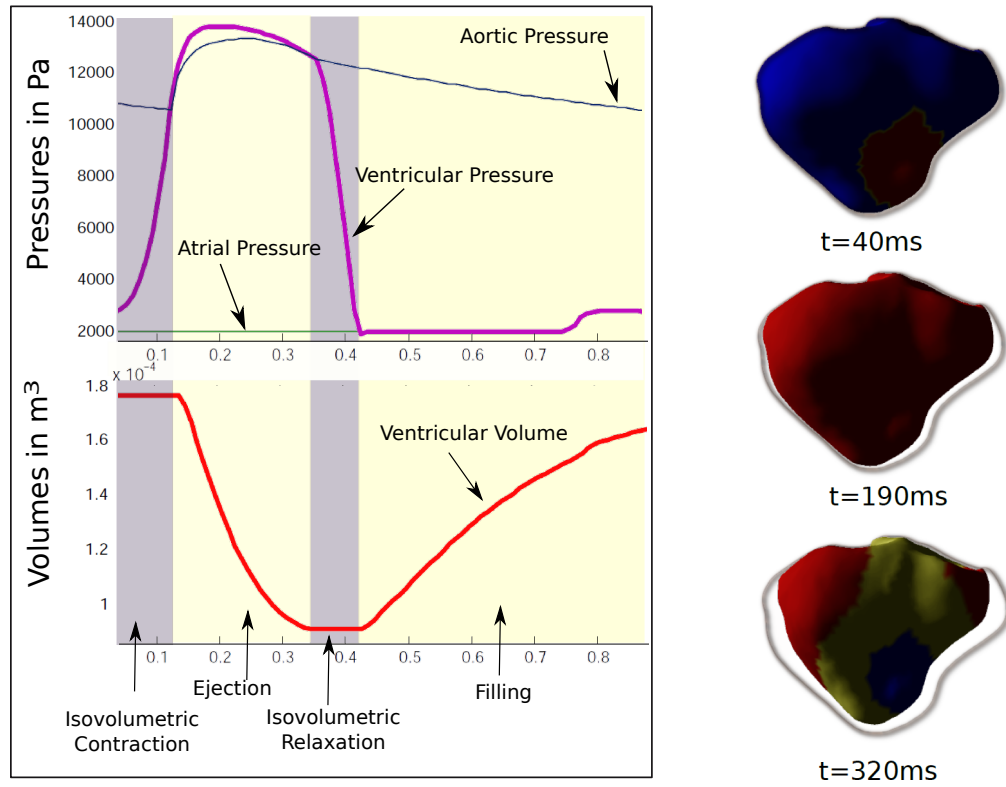 Pressures in Pa
14000
12000
10000
8000
6000
4000
2000
Aortic Pressure
Ventricular Pressure
Atrial Pressure
0.1 0.2 0.3 0.4 0.5 0.6 0.7 0.8
x 10⁻⁴
Volumes in m³
1.8
1.6
1.4
1.2
1
Ventricular Volume
0.1 0.2 0.3 0.4 0.5 0.6 0.7 0.8
Isovolumetric
Contraction
Ejection
Isovolumetric
Relaxation
Filling
t=40ms
t=190ms
t=320ms